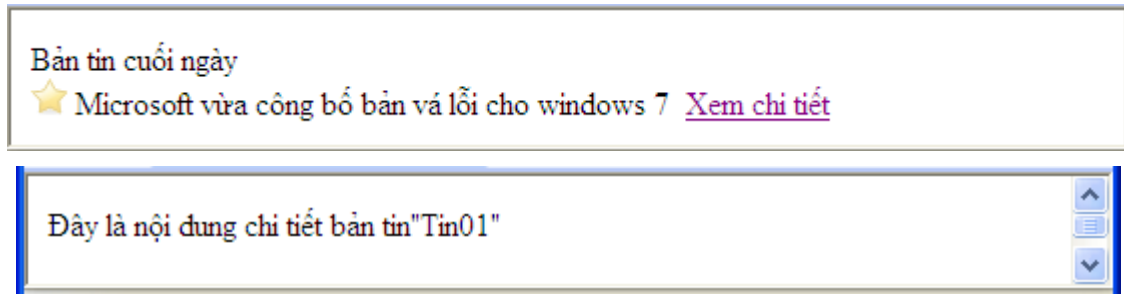 Bản tin cuối ngày
Microsoft vừa công bố bản vá lỗi cho windows 7 Xem chi tiết
Đây là nội dung chi tiết bản tin"Tin01"